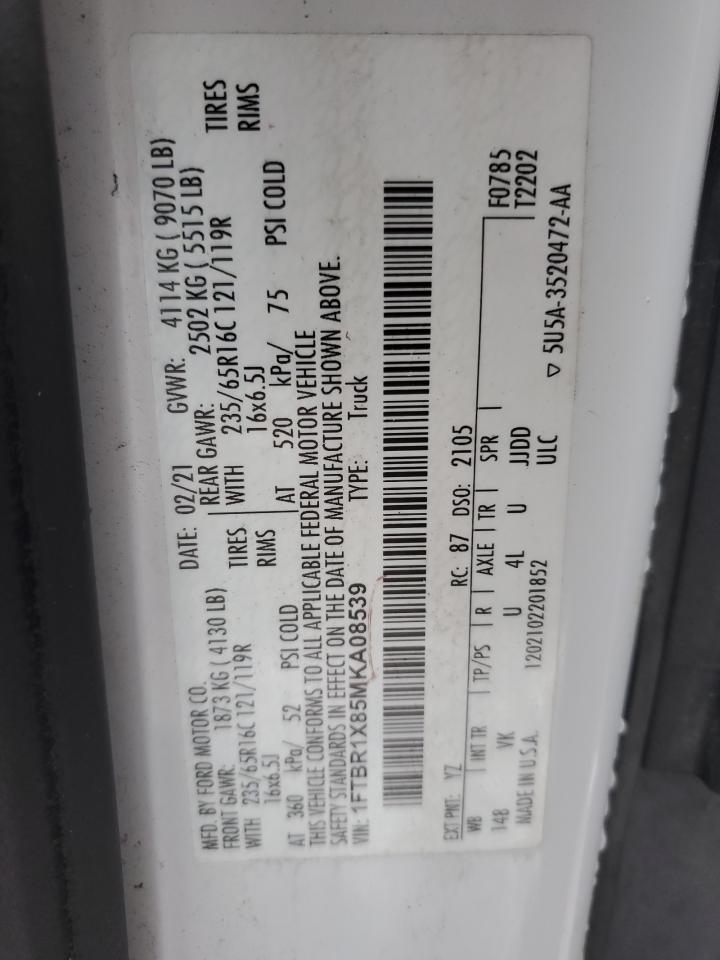 MFD. BY FORD MOTOR CO.
DATE: 02/21 GVWR: 4114 KG ( 9070 LB)
FRONT GAWR: 1873 KG ( 4130 LB)
REAR GAWR: 2502 KG ( 5515 LB)
WITH 235/65R16C 121/119R TIRES
WITH 235/65R16C 121/119R TIRES
16x6.5J RIMS
16x6.5J RIMS
AT 360 kPa/ 52 PSI COLD
AT 520 kPa/ 75 PSI COLD
THIS VEHICLE CONFORMS TO ALL APPLICABLE FEDERAL MOTOR VEHICLE
SAFETY STANDARDS IN EFFECT ON THE DATE OF MANUFACTURE SHOWN ABOVE.
VIN: 1FTBR1X85MKA08539 TYPE: Truck
EXT PNT: YZ RC: 87 DSO: 2105
WB INT TR TP/PS R AXLE TR SPR F0785
148 VK U 4L U JJDD T2202
MADE IN U.S.A. 1202102201852 ULC
▽ 5U5A-3520472-AA